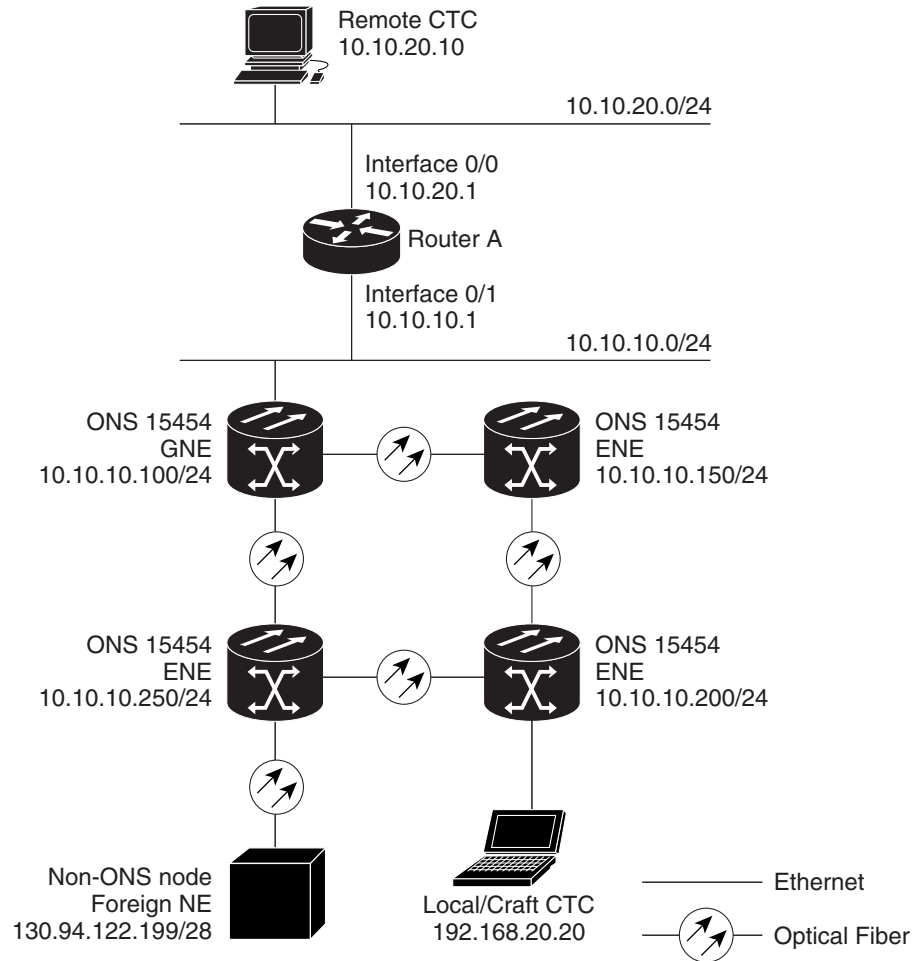 Remote CTC
10.10.20.10
10.10.20.0/24
Interface 0/0
10.10.20.1
Router A
Interface 0/1
10.10.10.1
10.10.10.0/24
ONS 15454
GNE
10.10.10.100/24
ONS 15454
ENE
10.10.10.150/24
ONS 15454
ENE
10.10.10.250/24
ONS 15454
ENE
10.10.10.200/24
Non-ONS node
Foreign NE
130.94.122.199/28
Local/Craft CTC
192.168.20.20
Ethernet
Optical Fiber